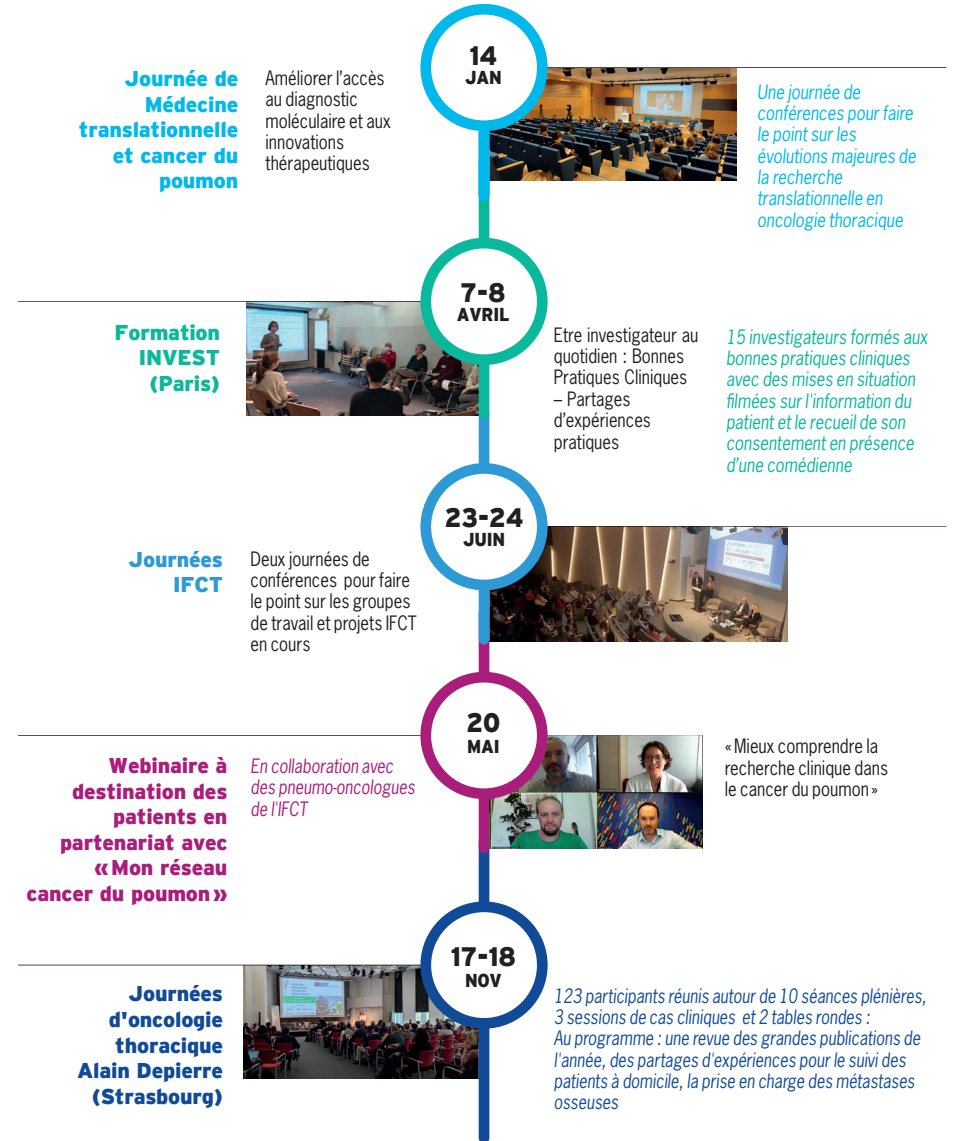 14
JAN
Journée de
Médecine
translationnelle
et cancer du
poumon
Améliorer l'accès
au diagnostic
moléculaire et aux
innovations
thérapeutiques
Une journée de
conférences pour faire
le point sur les
évolutions majeures de
la recherche
translationnelle en
oncologie thoracique
7-8
AVRIL
Formation
INVEST
(Paris)
Etre investigateur au
quotidien : Bonnes
Pratiques Cliniques
– Partages
d'expériences
pratiques
15 investigateurs formés aux
bonnes pratiques cliniques
avec des mises en situation
filmées sur l'information du
patient et le recueil de son
consentement en présence
d'une comédienne
23-24
JUIN
Journées
IFCT
Deux journées de
conférences pour faire
le point sur les groupes
de travail et projets IFCT
en cours
20
MAI
Webinaire à
destination des
patients en
partenariat avec
«Mon réseau
cancer du poumon»
En collaboration avec
des pneumo-oncologues
de l'IFCT
«Mieux comprendre la
recherche clinique dans
le cancer du poumon»
17-18
NOV
Journées
d'oncologie
thoracique
Alain Depierre
(Strasbourg)
123 participants réunis autour de 10 séances plénières,
3 sessions de cas cliniques et 2 tables rondes :
Au programme : une revue des grandes publications de
l'année, des partages d'expériences pour le suivi des
patients à domicile, la prise en charge des métastases
osseuses